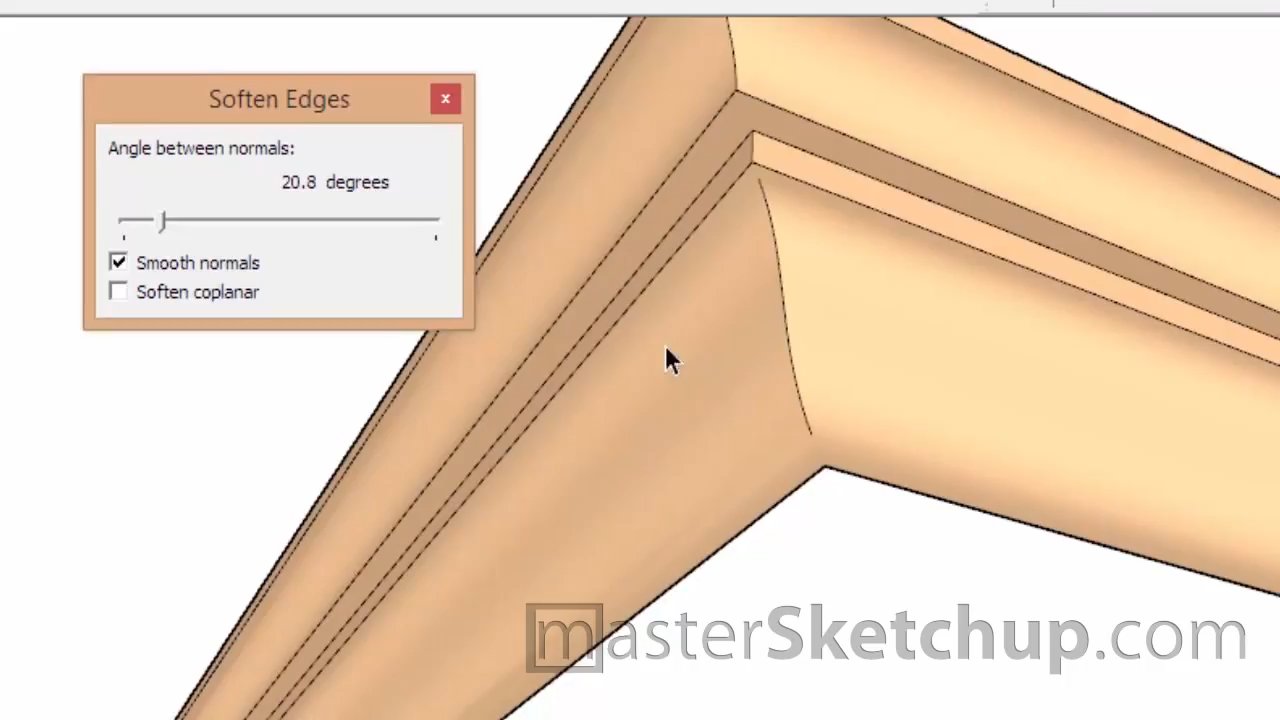 Soften Edges
x
Angle between normals:
20.8 degrees
Smooth normals
Soften coplanar
masterSketchup.com